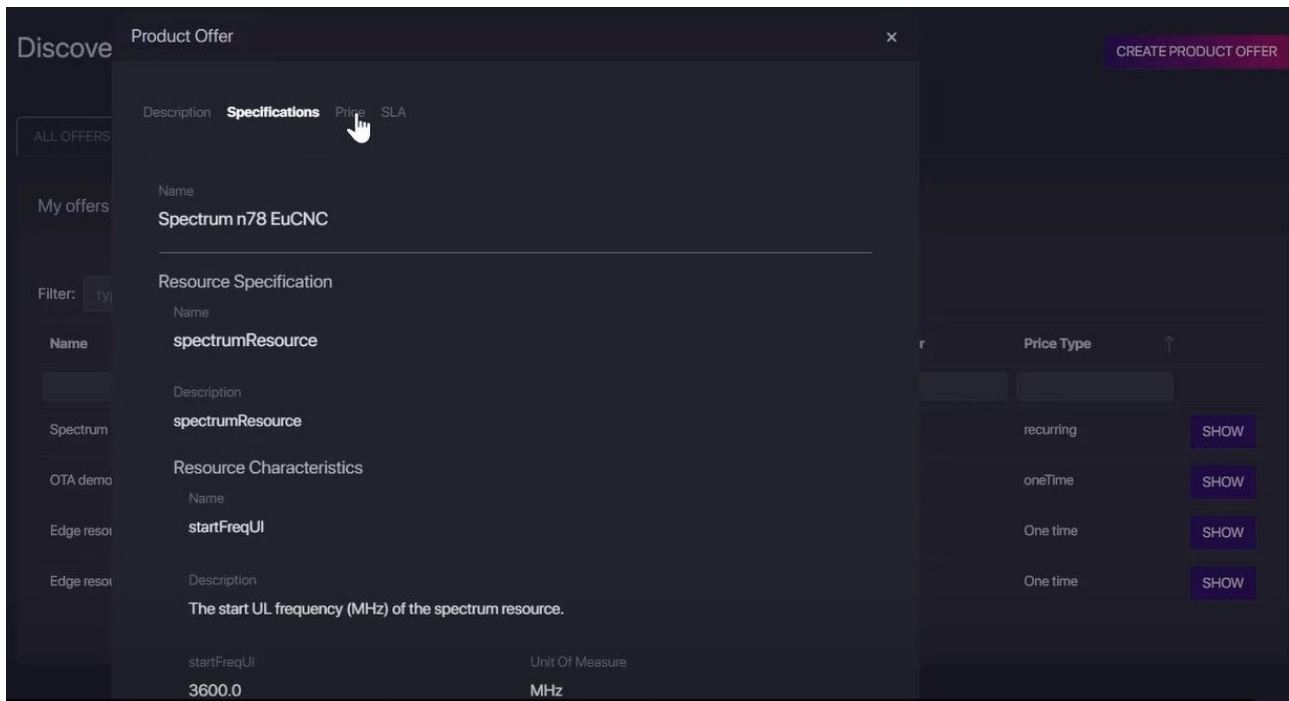 Discove
Product Offer
×
CREATE PRODUCT OFFER
Description Specifications Price SLA
ALL OFFERS
Name
My offers
Spectrum n78 EuCNC
Resource Specification
Filter:
Name
Name
spectrumResource
Price Type ↑
Description
spectrumResource
Spectrum
recurring
SHOW
Resource Characteristics
OTA demo
oneTime
SHOW
Name
startFreqUl
Edge resou
One time
SHOW
Description
Edge resou
One time
SHOW
The start UL frequency (MHz) of the spectrum resource.
startFreqUl Unit Of Measure
3600.0 MHz